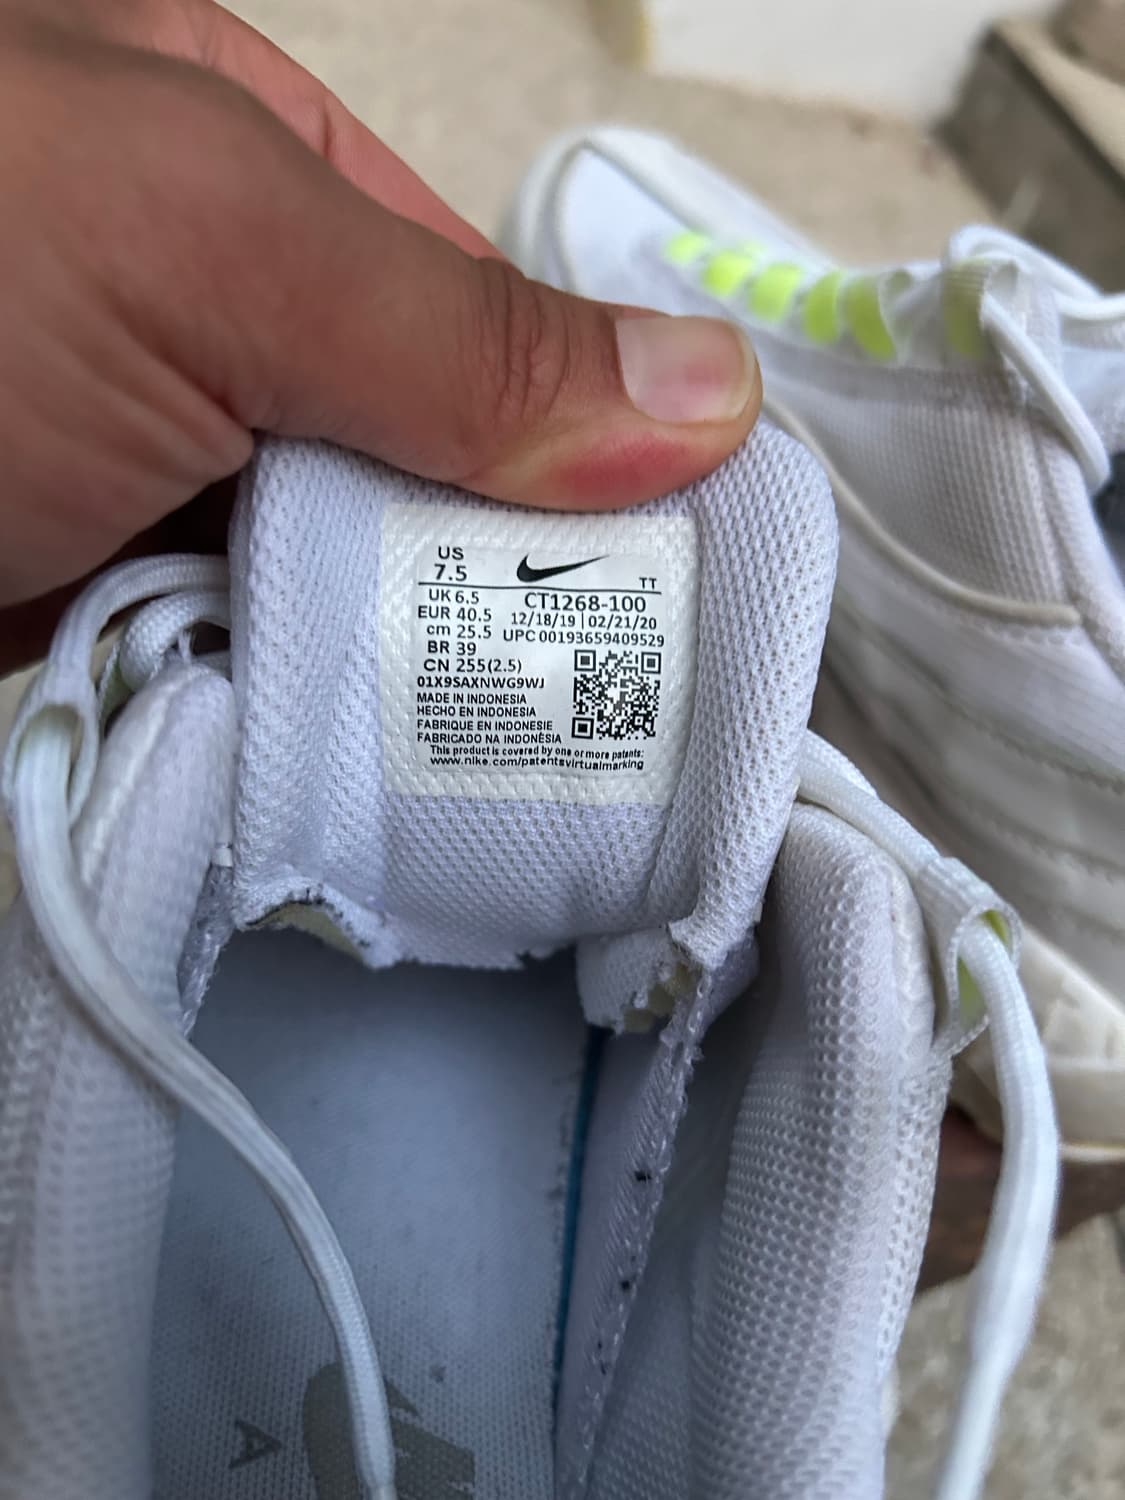 US
7.5
TT
UK 6.5
EUR 40.5
cm 25.5
BR 39
CN 255(2.5)
CT1268-100
12/18/19 | 02/21/20
UPC 00193659409529
01X9SAXNWG9WJ
MADE IN INDONESIA
HECHO EN INDONESIA
FABRIQUE EN INDONESIE
FABRICADO NA INDONÉSIA
This product is covered by one or more patents:
www.nike.com/patentsvirtualmarking